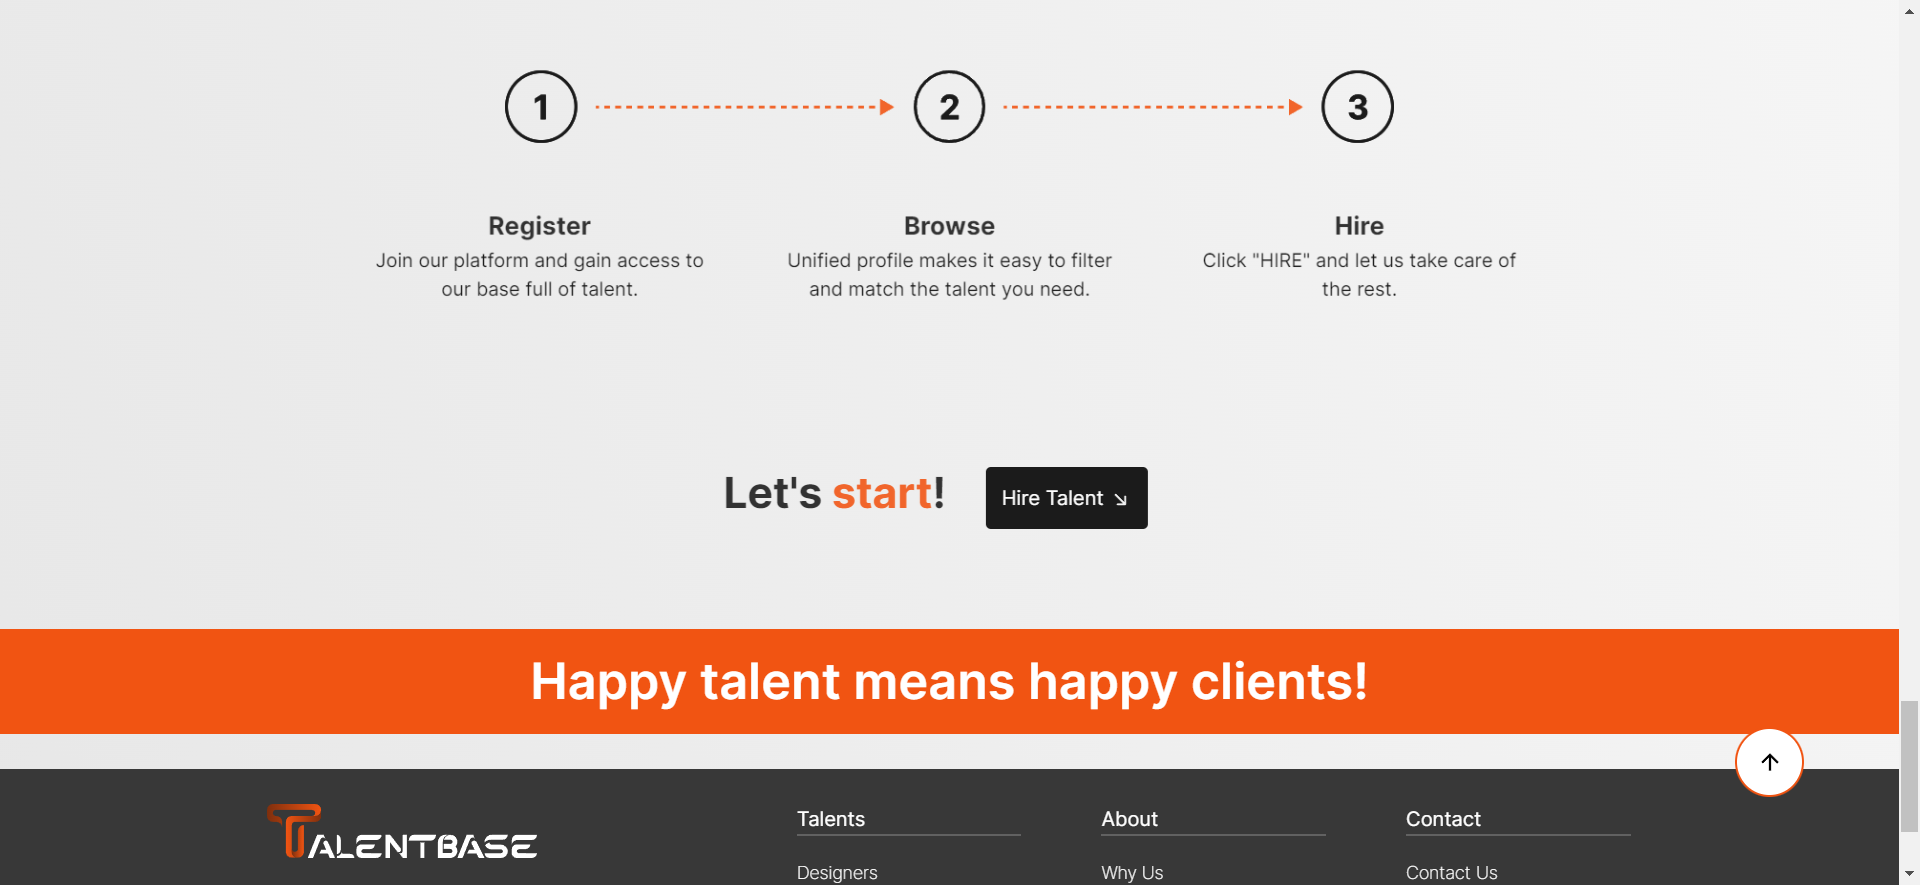 1
2
3
Register
Join our platform and gain access to
our base full of talent.
Browse
Unified profile makes it easy to filter
and match the talent you need.
Hire
Click "HIRE" and let us take care of
the rest.
Let's start!
Hire Talent
Happy talent means happy clients!
TALENTBASE
Talents
Designers
About
Why Us
Contact
Contact Us